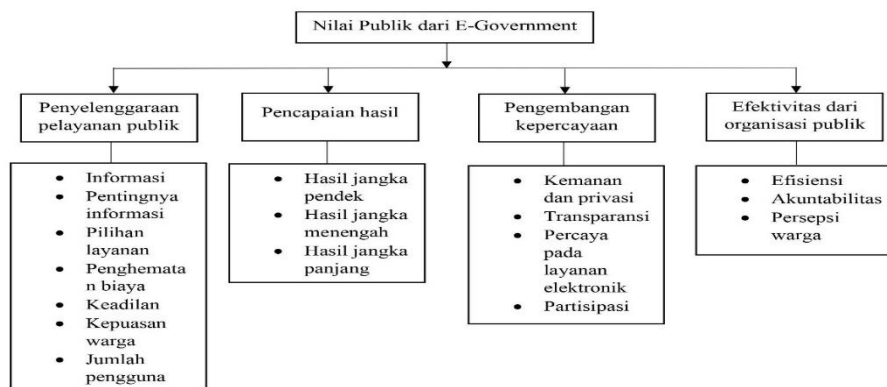 Nilai Publik dari E-Government
Penyelenggaraan
pelayanan publik
Pencapaian hasil
Pengembangan
kepercayaan
Efektivitas dari
organisasi publik
• Informasi
• Pentingnya
informasi
• Pilihan
layanan
• Penghemata
n biaya
• Keadilan
• Kepuasan
warga
• Jumlah
pengguna
• Hasil jangka
pendek
• Hasil jangka
menengah
• Hasil jangka
panjang
• Kemanan
dan privasi
• Transparansi
• Percaya
pada
layanan
elektronik
• Partisipasi
• Efisiensi
• Akuntabilitas
• Persepsi
warga